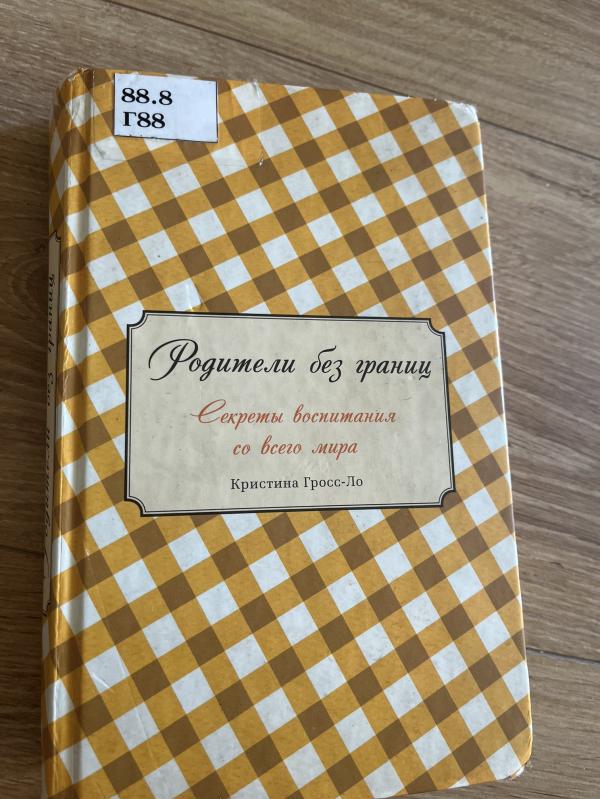 88.8
Г88
Родители без границ
Секреты воспитания
со всего мира
Кристина Гросс-Ло